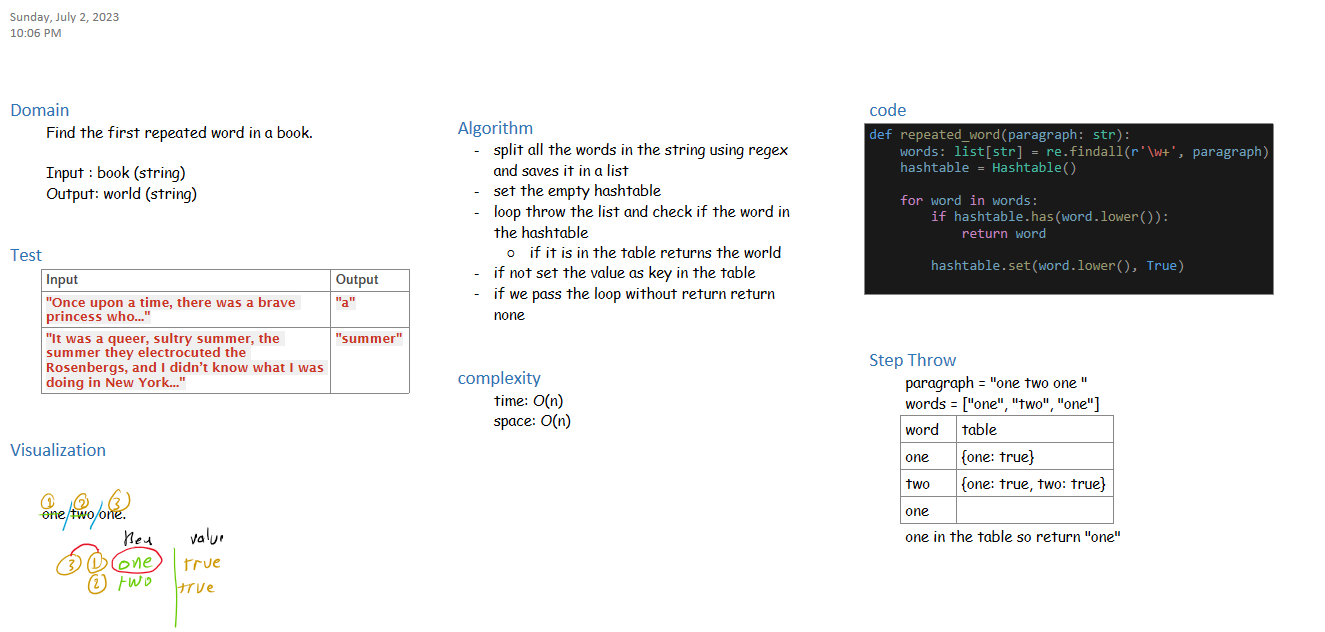 Sunday, July 2, 2023
10:06 PM
Domain
Find the first repeated word in a book.
Input : book (string)
Output: world (string)
Test
Input Output
"Once upon a time, there was a brave "a"
princess who..."
"It was a queer, sultry summer, the "summer"
summer they electrocuted the
Rosenbergs, and I didn't know what I was
doing in New York..."
Visualization
① ② ③
one/two/one.
Key value
③ ① one true
② two true
Algorithm
- split all the words in the string using regex
and saves it in a list
- set the empty hashtable
- loop throw the list and check if the word in
the hashtable
o if it is in the table returns the world
- if not set the value as key in the table
- if we pass the loop without return return
none
complexity
time: O(n)
space: O(n)
code
def repeated_word(paragraph: str):
words: list[str] = re.findall(r'\w+', paragraph)
hashtable = Hashtable()
for word in words:
if hashtable.has(word.lower()):
return word
hashtable.set(word.lower(), True)
Step Throw
paragraph = "one two one "
words = ["one", "two", "one"]
word table
one {one: true}
two {one: true, two: true}
one
one in the table so return "one"